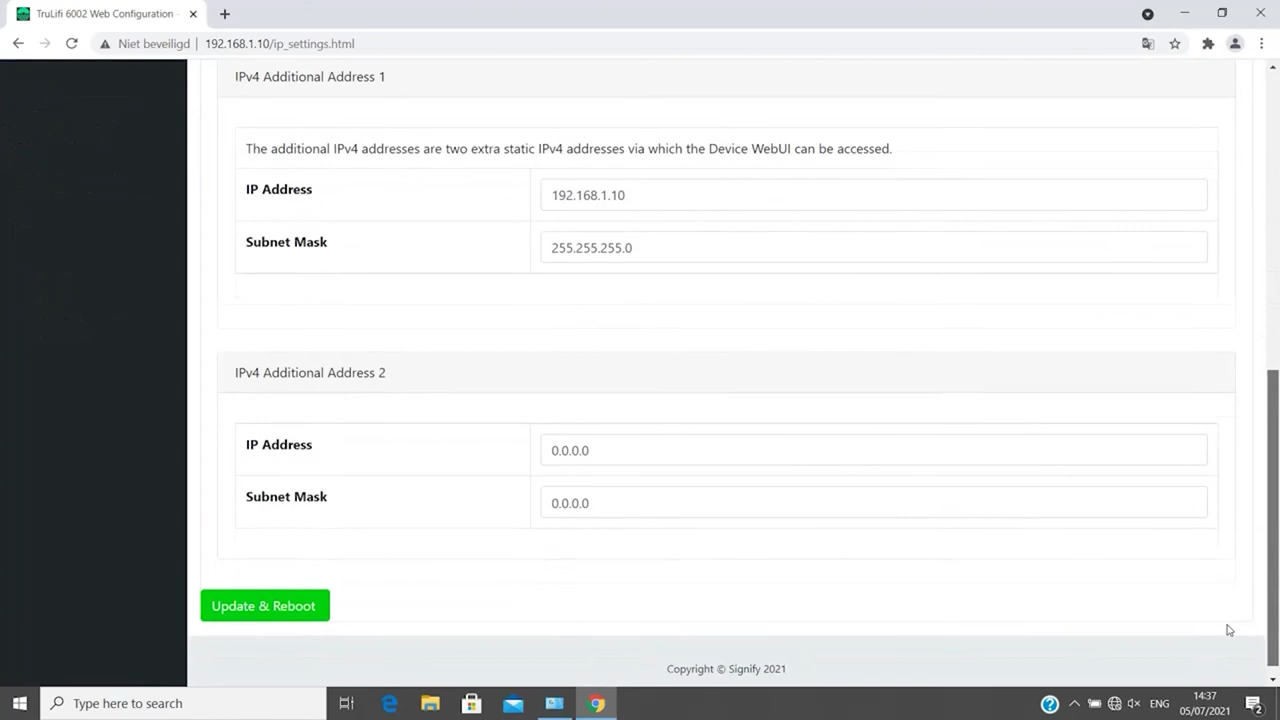 TruLifi 6002 Web Configuration
Niet beveiligd
192.168.1.10/ip_settings.html
IPv4 Additional Address 1
The additional IPv4 addresses are two extra static IPv4 addresses via which the Device WebUI can be accessed.
IP Address
192.168.1.10
Subnet Mask
255.255.255.0
IPv4 Additional Address 2
IP Address
0.0.0.0
Subnet Mask
0.0.0.0
Update & Reboot
Copyright © Signify 2021
Type here to search
ENG
14:37
05/07/2021
2